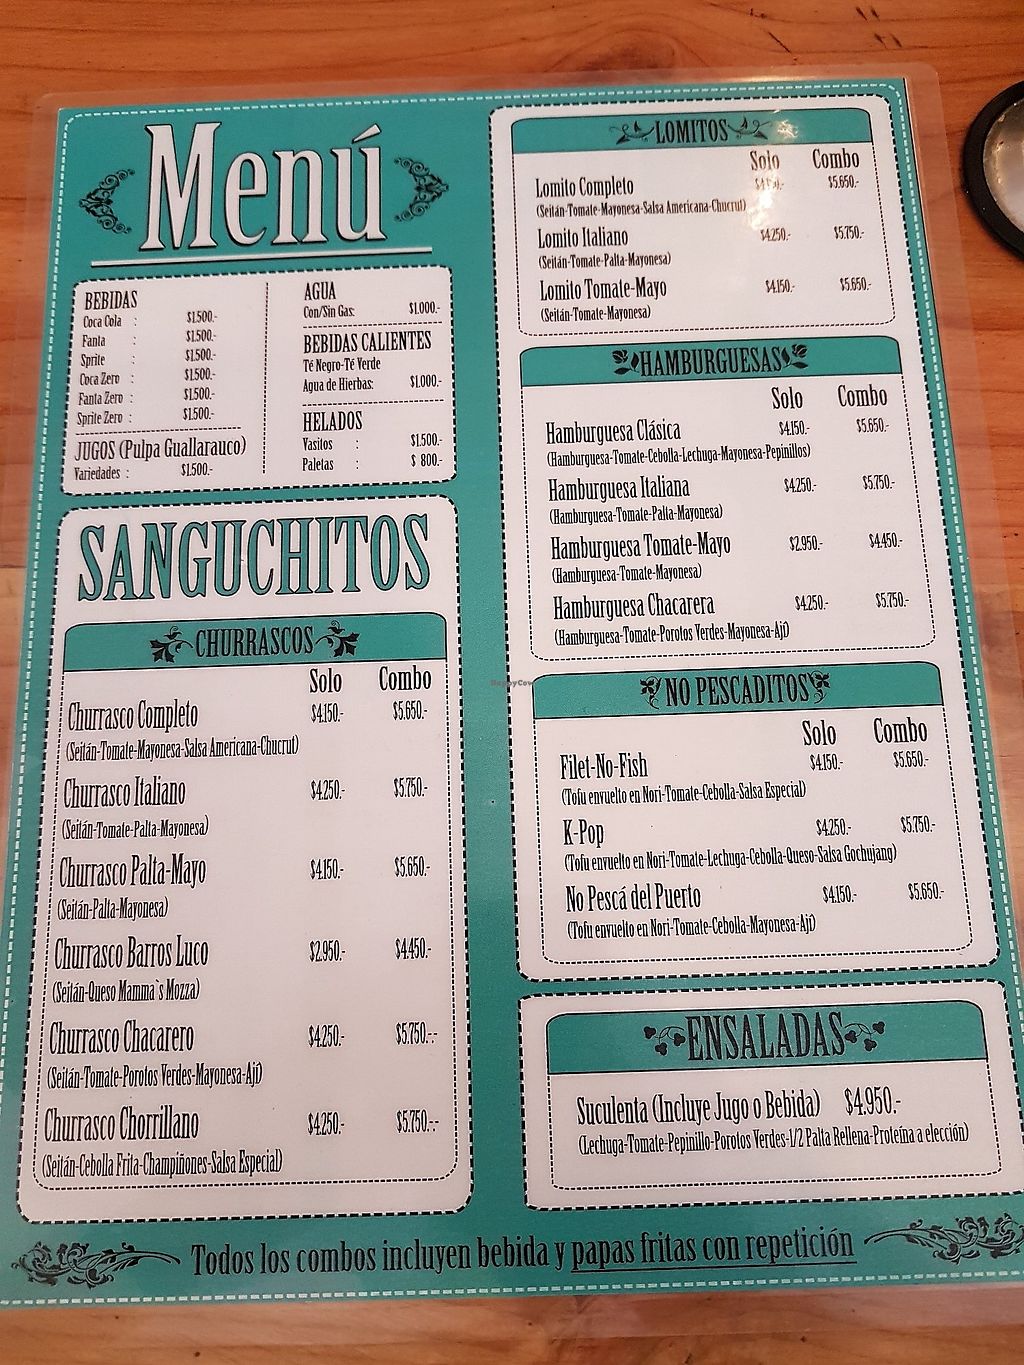 Menú
BEBIDAS
Coca Cola : $1.500.-
Fanta : $1.500.-
Sprite : $1.500.-
Coca Zero : $1.500.-
Fanta Zero : $1.500.-
Sprite Zero : $1.500.-
JUGOS (Pulpa Guallarauco)
Variedades : $1.500.-
AGUA
Con/Sin Gas: $1.000.-
BEBIDAS CALIENTES
Té Negro-Té Verde
Agua de Hierbas: $1.000.-
HELADOS
Vasitos : $1.500.-
Paletas : $ 800.-
SANGUCHITOS
CHURRASCOS
Solo Combo
Churrasco Completo $4.150.- $5.650.-
(Seitán-Tomate-Mayonesa-Salsa Americana-Chucrut)
Churrasco Italiano $4.250.- $5.750.-
(Seitán-Tomate-Palta-Mayonesa)
Churrasco Palta-Mayo $4.150.- $5.650.-
(Seitán-Palta-Mayonesa)
Churrasco Barros Luco $2.950.- $4.450.-
(Seitán-Queso Mamma`s Mozza)
Churrasco Chacarero $4.250.- $5.750.-.-
(Seitán-Tomate-Porotos Verdes-Mayonesa-Ají)
Churrasco Chorrillano $4.250.- $5.750.-.-
(Seitán-Cebolla Frita-Champiñones-Salsa Especial)
LOMITOS
Solo Combo
Lomito Completo $5.650.-
(Seitán-Tomate-Mayonesa-Salsa Americana-Chucrut)
Lomito Italiano $4.250.- $5.750.-
(Seitán-Tomate-Palta-Mayonesa)
Lomito Tomate-Mayo $4.150.- $5.650.-
(Seitán-Tomate-Mayonesa)
HAMBURGUESAS
Solo Combo
Hamburguesa Clásica $4.150.- $5.650.-
(Hamburguesa-Tomate-Cebolla-Lechuga-Mayonesa-Pepinillos)
Hamburguesa Italiana $4.250.- $5.750.-
(Hamburguesa-Tomate-Palta-Mayonesa)
Hamburguesa Tomate-Mayo $2.950.- $4.450.-
(Hamburguesa-Tomate-Mayonesa)
Hamburguesa Chacarera $4.250.- $5.750.-
(Hamburguesa-Tomate-Porotos Verdes-Mayonesa-Ají)
NO PESCADITOS
Solo Combo
Filet-No-Fish $4.150.- $5.650.-
(Tofu envuelto en Nori-Tomate-Cebolla-Salsa Especial)
K-Pop $4.250.- $5.750.-
(Tofu envuelto en Nori-Tomate-Lechuga-Cebolla-Queso-Salsa Gochujang)
No Pescá del Puerto $4.150.- $5.650.-
(Tofu envuelto en Nori-Tomate-Cebolla-Mayonesa-Ají)
ENSALADAS
Suculenta (Incluye Jugo o Bebida) $4.950.-
(Lechuga-Tomate-Pepinillo-Porotos Verdes-1/2 Palta Rellena-Proteína a elección)
Todos los combos incluyen bebida y papas fritas con repetición
HappyCow